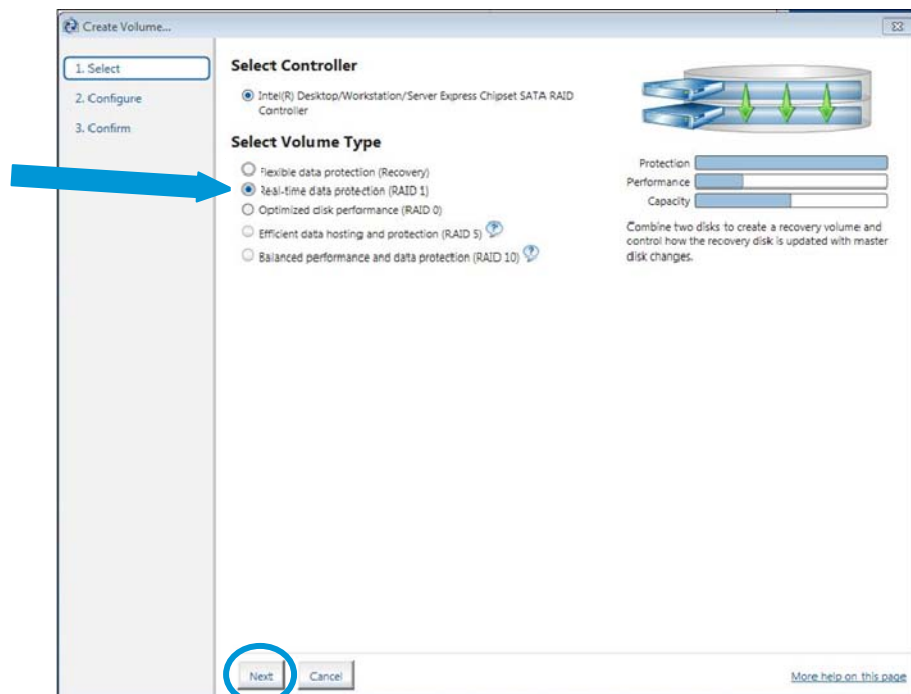 Create Volume...
1. Select
2. Configure
3. Confirm
Select Controller
Intel(R) Desktop/Workstation/Server Express Chipset SATA RAID
Controller
Select Volume Type
Flexible data protection (Recovery)
Real-time data protection (RAID 1)
Optimized disk performance (RAID 0)
Efficient data hosting and protection (RAID 5) ?
Balanced performance and data protection (RAID 10) ?
Protection
Performance
Capacity
Combine two disks to create a recovery volume and
control how the recovery disk is updated with master
disk changes.
Next
Cancel
More help on this page